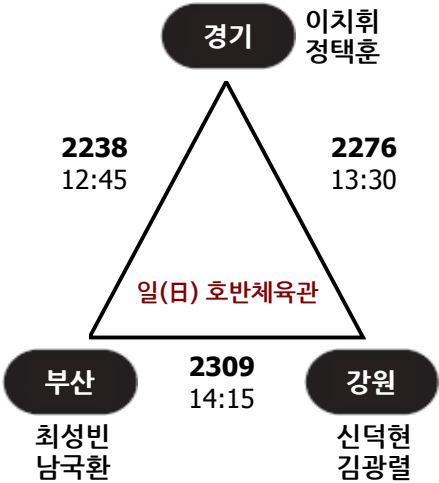 경기
이치휘
정택훈
2238
12:45
2276
13:30
일(日) 호반체육관
부산
2309
14:15
강원
최성빈
남국환
신덕현
김광렬